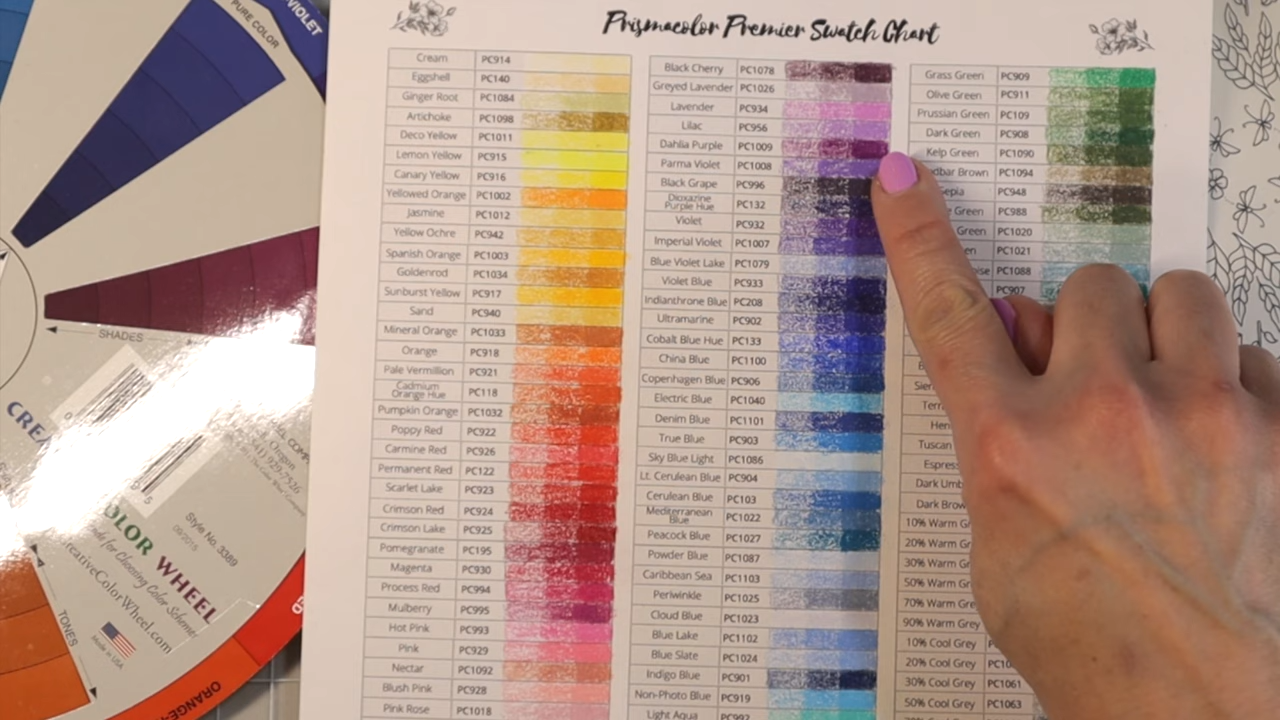 Prismacolor Premier Swatch Chart
Cream PC914
Eggshell PC140
Ginger Root PC1084
Artichoke PC1098
Deco Yellow PC1011
Lemon Yellow PC915
Canary Yellow PC916
Yellowed Orange PC1002
Jasmine PC1012
Yellow Ochre PC942
Spanish Orange PC1003
Goldenrod PC1034
Sunburst Yellow PC917
Sand PC940
Mineral Orange PC1033
Orange PC918
Pale Vermillion PC921
Cadmium
Orange Hue PC118
Pumpkin Orange PC1032
Poppy Red PC922
Carmine Red PC926
Permanent Red PC122
Scarlet Lake PC923
Crimson Red PC924
Crimson Lake PC925
Pomegranate PC195
Magenta PC930
Process Red PC994
Mulberry PC995
Hot Pink PC993
Pink PC929
Nectar PC1092
Blush Pink PC928
Pink Rose PC1018
Black Cherry PC1078
Greyed Lavender PC1026
Lavender PC934
Lilac PC956
Dahlia Purple PC1009
Parma Violet PC1008
Black Grape PC996
Dioxazine
Purple Hue PC132
Violet PC932
Imperial Violet PC1007
Blue Violet Lake PC1079
Violet Blue PC933
Indianthrone Blue PC208
Ultramarine PC902
Cobalt Blue Hue PC133
China Blue PC1100
Copenhagen Blue PC906
Electric Blue PC1040
Denim Blue PC1101
True Blue PC903
Sky Blue Light PC1086
Lt. Cerulean Blue PC904
Cerulean Blue PC103
Mediterranean
Blue PC1022
Peacock Blue PC1027
Powder Blue PC1087
Caribbean Sea PC1103
Periwinkle PC1025
Cloud Blue PC1023
Blue Lake PC1102
Blue Slate PC1024
Indigo Blue PC901
Non-Photo Blue PC919
Light Aqua PC992
Grass Green PC909
Olive Green PC911
Prussian Green PC109
Dark Green PC908
Kelp Green PC1090
Brown PC1094
Sepia PC948
Green PC988
Green PC1020
PC1021
PC1088
PC907
Tuscan
Dark Umb
Dark Brow
10% Warm Gr
20% Warm Gr
30% Warm Gr
50% Warm Gr
70% Warm Gre
90% Warm Gre
10% Cool Grey
20% Cool Grey
30% Cool Grey PC1061
50% Cool Grey PC1063
PURE COLOR
VIOLET
SHADES
CREA
OLOR WHEEL
Style No. 3389
09/2015
CreativeColorWheel.com
Made in USA
TONES
ORANGE